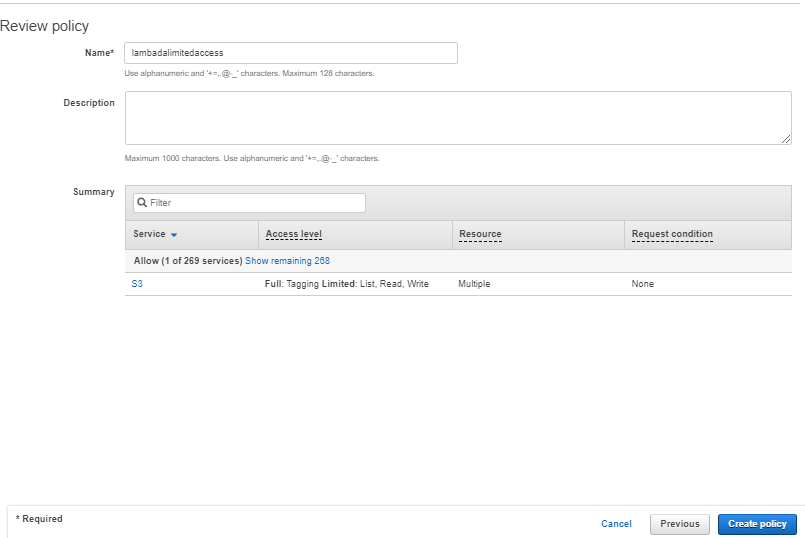 Review policy
Name*
lambadalimitedaccess
Use alphanumeric and '+=,.@-_' characters. Maximum 128 characters.
Description
Maximum 1000 characters. Use alphanumeric and '+=,.@-_' characters.
Summary
Filter
Service Access level Resource Request condition
Allow (1 of 269 services) Show remaining 268
S3 Full: Tagging Limited: List, Read, Write Multiple None
* Required
Cancel Previous Create policy